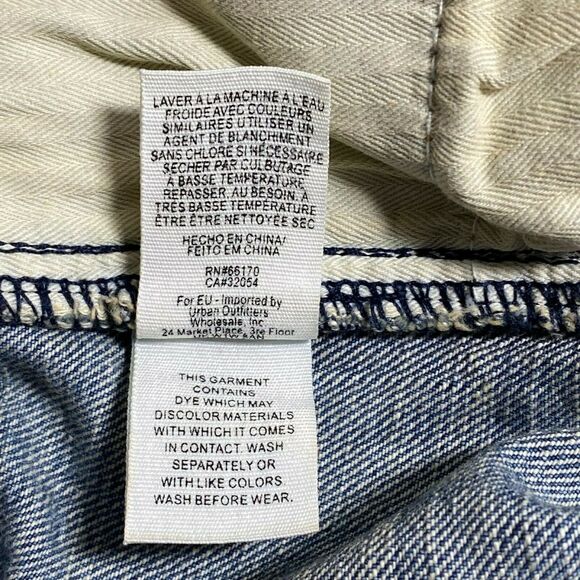 LAVER A LA MACHINE A L'EAU
FROIDE AVEC COULEURS
SIMILAIRES UTILISER UN
AGENT DE BLANCHIMENT
SANS CHLORE SI NÉCESSAIRE
SECHER PAR CULBUTAGE
A BASSE TEMPÉRATURE
REPASSER, AU BESOIN, À
TRÈS BASSE TEMPÉRATURE
ÊTRE ÊTRE NETTOYÉE SEC
HECHO EN CHINA/
FEITO EM CHINA
RN#66170
CA#32054
For EU - Imported by
Urban Outfitters
Wholesale, Inc
24 Market Place, 3re Floor
THIS GARMENT
CONTAINS
DYE WHICH MAY
DISCOLOR MATERIALS
WITH WHICH IT COMES
IN CONTACT. WASH
SEPARATELY OR
WITH LIKE COLORS
WASH BEFORE WEAR.